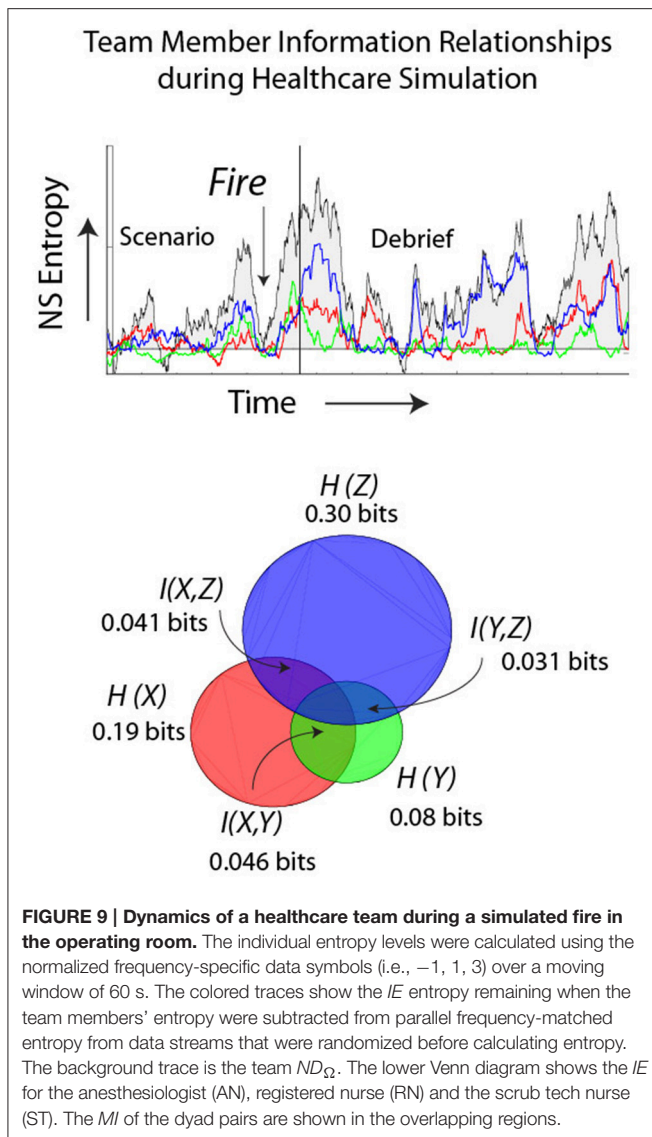 Team Member Information Relationships
during Healthcare Simulation
Fire
Scenario
Debrief
NS Entropy
Time
H (Z)
0.30 bits
I(X,Z)
0.041 bits
I(Y,Z)
0.031 bits
H (X)
0.19 bits
H (Y)
0.08 bits
I(X,Y)
0.046 bits
FIGURE 9 | Dynamics of a healthcare team during a simulated fire in
the operating room. The individual entropy levels were calculated using the
normalized frequency-specific data symbols (i.e., −1, 1, 3) over a moving
window of 60 s. The colored traces show the IE entropy remaining when the
team members’ entropy were subtracted from parallel frequency-matched
entropy from data streams that were randomized before calculating entropy.
The background trace is the team NDΩ. The lower Venn diagram shows the IE
for the anesthesiologist (AN), registered nurse (RN) and the scrub tech nurse
(ST). The MI of the dyad pairs are shown in the overlapping regions.